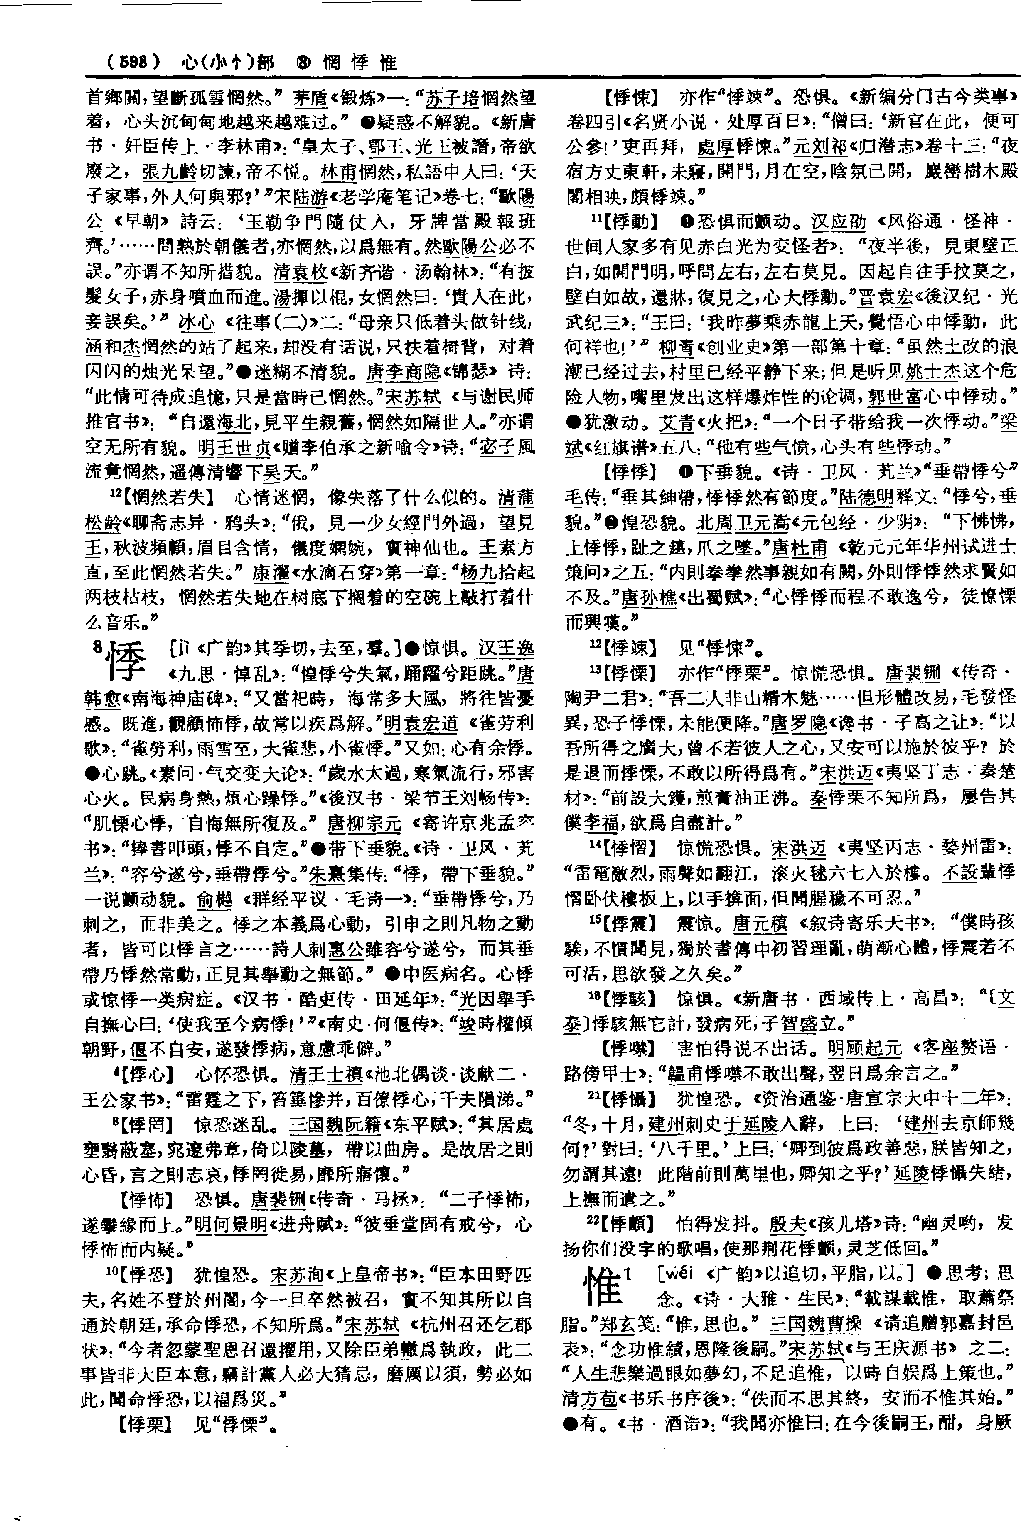 (598) 心(小忄)部 ⑧ 惘 悸 惟
首鄉関,望斷孤雲惘然。”茅盾《锻炼》一:“苏子培惘然望
着,心头沉甸甸地越来越难过。”❷疑惑不解貌。《新唐
书·奸臣传上·李林甫》:“皇太子、鄂王、光王被譖,帝欲
廢之,張九齡切諫,帝不悦。林甫惘然,私語中人曰:‘天
子家事,外人何與邪?’”宋陆游《老学庵笔记》卷七:“歐陽
公《早朝》詩云:‘玉勒争門隨仗入,牙牌當殿報班
齊。’……問熟於朝儀者,亦惘然,以爲無有。然歐陽公必不
誤。”亦谓不知所措貌。清袁枚《新齐谐·汤翰林》:“有披
髮女子,赤身噴血而進。湯揮以棍,女惘然曰:‘貴人在此,
妾誤矣。’”冰心《往事(二)》二:“母亲只低着头做针线,
涵和杰惘然的站了起来,却没有话说,只扶着椅背,对着
闪闪的烛光呆望。”❸迷糊不清貌。唐李商隐《锦瑟》诗:
“此情可待成追憶,只是當時已惘然。”宋苏轼《与谢民师
推官书》:“自還海北,見平生親舊,惘然如隔世人。”亦谓
空无所有貌。明王世贞《赠李伯承之新喻令》诗:“宓子風
流竟惘然,遥傳清響下吴天。”
12【惘然若失】 心情迷惘,像失落了什么似的。清蒲
松龄《聊斋志异·鸦头》:“俄,見一少女經門外過,望見
王,秋波頻顧,眉目含情,儀度嫻婉,實神仙也。王素方
直,至此惘然若失。”康濯《水滴石穿》第一章:“杨九拾起
两枝枯枝,惘然若失地在树底下搁着的空碗上敲打着什
么音乐。”
8悸 [jì《广韵》其季切,去至,羣。]❶惊惧。汉王逸
《九思·悼乱》:“惶悸兮失氣,踊躍兮距跳。”唐
韩愈《南海神庙碑》:“又當祀時,海常多大風,將往皆憂
慼。既進,觀顧怖悸,故常以疾爲解。”明袁宏道《雀劳利
歌》:“雀勞利,雨雪至,大雀悲,小雀悸。”又如:心有余悸。
❷心跳。《素问·气交变大论》:“歲水太過,寒氣流行,邪害
心火。民病身熱,煩心躁悸。”《後汉书·梁节王刘畅传》:
“肌慄心悸,自悔無所復及。”唐柳宗元《寄许京兆孟容
书》:“捧書叩頭,悸不自定。”❸带下垂貌。《诗·卫风·芄
兰》:“容兮遂兮,垂帶悸兮。”朱熹集传:“悸,帶下垂貌。”
一说颤动貌。俞樾《群经平议·毛诗一》:“垂帶悸兮,乃
刺之,而非美之。悸之本義爲心動,引申之則凡物之動
者,皆可以悸言之……詩人刺惠公雖容兮遂兮,而其垂
帶乃悸然常動,正見其舉動之無節。”❹中医病名。心悸
或惊悸一类病症。《汉书·酷吏传·田延年》:“光因舉手
自撫心曰:‘使我至今病悸!’”《南史·何偃传》:“竣時權傾
朝野,偃不自安,遂發悸病,意慮乖僻。”
4【悸心】 心怀恐惧。清王士禛《池北偶谈·谈献二·
王公家书》:“雷霆之下,笞箠慘并,百僚悸心,千夫隕涕。”
8【悸罔】 惊恐迷乱。三国魏阮籍《东平赋》:“其居處
壅翳蔽塞,窕邃弗章,倚以陵墓,帶以曲房。是故居之則
心昏,言之則志哀,悸罔徙易,靡所寤懷。”
【悸怖】 恐惧。唐裴铏《传奇·马拯》:“二子悸怖,
遂攀緣而上。”明何景明《进舟赋》:“彼垂堂固有戒兮,心
悸怖而内疑。”
10【悸恐】 犹惶恐。宋苏洵《上皇帝书》:“臣本田野匹
夫,名姓不登於州閭,今一旦卒然被召,實不知其所以自
通於朝廷,承命悸恐,不知所爲。”宋苏轼《杭州召还乞郡
状》:“今者忽蒙聖恩召還擢用,又除臣弟轍爲執政,此二
事皆非大臣本意,竊計黨人必大猜忌,磨厲以須,勢必如
此,聞命悸恐,以福爲災。”
【悸栗】 见“悸慄”。
【悸悚】 亦作“悸竦”。恐惧。《新编分门古今类事》
卷四引《名贤小说·处厚百日》:“僧曰:‘新官在此,便可
公参!’吏再拜,處厚悸悚。”元刘祁《归潜志》卷十三:“夜
宿方丈東軒,未寢,開門,月在空,陰氛已開,巖巒樹木殿
閣相映,頗悸竦。”
11【悸動】 ❶恐惧而颤动。汉应劭《风俗通·怪神·
世间人家多有见赤白光为变怪者》:“夜半後,見東壁正
白,如開門明,呼問左右,左右莫見。因起自往手抆莫之,
壁白如故,還牀,復見之,心大悸動。”晋袁宏《後汉纪·光
武纪三》:“王曰:‘我昨夢乘赤龍上天,覺悟心中悸動,此
何祥也!’”柳青《创业史》第一部第十章:“虽然土改的浪
潮已经过去,村里已经平静下来;但是听见姚士杰这个危
险人物,嘴里发出这样爆炸性的论调,郭世富心中悸动。”
❷犹激动。艾青《火把》:“一个日子带给我一次悸动。”梁
斌《红旗谱》五八:“他有些气愤,心头有些悸动。”
【悸悸】 ❶下垂貌。《诗·卫风·芄兰》“垂帶悸兮”
毛传:“垂其紳帶,悸悸然有節度。”陆德明释文:“悸兮,垂
貌。”❷惶恐貌。北周卫元嵩《元包经·少阴》:“下怫怫,
上悸悸,趾之鑙,爪之墜。”唐杜甫《乾元元年华州试进士
策问》之五:“内則拳拳然事親如有闕,外則悸悸然求賢如
不及。”唐孙樵《出蜀赋》:“心悸悸而程不敢逸兮,徒憭慄
而興嘆。”
12【悸竦】 见“悸悚”。
13【悸慄】 亦作“悸栗”。惊慌恐惧。唐裴铏《传奇·
陶尹二君》:“吾二人非山精木魅……但形體改易,毛發怪
異,恐子悸慄,未能便降。”唐罗隐《谗书·子高之让》:“以
吾所得之廣大,曾不若彼人之心,又安可以施於彼乎?於
是退而悸慄,不敢以所得爲有。”宋洪迈《夷坚丁志·秦楚
材》:“前設大鑊,煎膏油正沸。秦悸栗不知所爲,屢告其
僕李福,欲爲自盡計。”
14【悸慴】 惊慌恐惧。宋洪迈《夷坚丙志·婺州雷》:
“雷電激烈,雨聲如翻江,滚火毬六七入於樓。不設輩悸
慴卧伏樓板上,以手掩面,但聞腥穢不可忍。”
15【悸震】 震惊。唐元稹《叙诗寄乐天书》:“僕時孩
騃,不慣聞見,獨於書傳中初習理亂,萌漸心體,悸震若不
可活,思欲發之久矣。”
16【悸駭】 惊惧。《新唐书·西域传上·高昌》:“〔文
泰〕悸駭無它計,發病死,子智盛立。”
【悸噤】 害怕得说不出话。明顾起元《客座赘语·
路傍甲士》:“韞甫悸噤不敢出聲,翌日爲余言之。”
21【悸懾】 犹惶恐。《资治通鉴·唐宣宗大中十二年》:
“冬,十月,建州刺史于延陵入辭,上曰:‘建州去京師幾
何?’對曰:‘八千里。’上曰:‘卿到彼爲政善惡,朕皆知之,
勿謂其遠!此階前則萬里也,卿知之乎?’延陵悸懾失緒,
上撫而遣之。”
22【悸顫】 怕得发抖。殷夫《孩儿塔》诗:“幽灵哟,发
扬你们没字的歌唱,使那荆花悸颤,灵芝低回。”
惟1 [wéi《广韵》以追切,平脂,以。]❶思考;思
念。《诗·大雅·生民》:“載謀載惟,取蕭祭
脂。”郑玄笺:“惟,思也。”三国魏曹操《请追赠郭嘉封邑
表》:“念功惟績,恩隆後嗣。”宋苏轼《与王庆源书》之二:
“人生悲樂過眼如夢幻,不足追惟,以時自娱爲上策也。”
清方苞《书乐书序後》:“佚而不思其終,安而不惟其始。”
❷有。《书·酒诰》:“我聞亦惟曰:在今後嗣王,酣,身厥